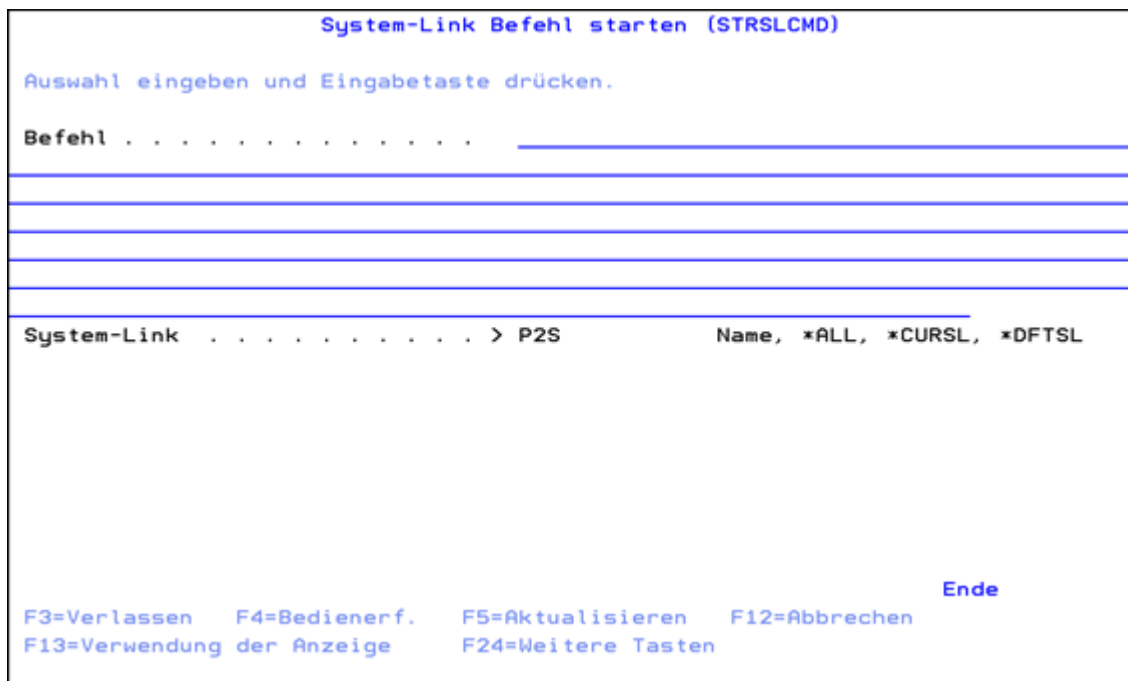 System-Link Befehl starten (STRSLCMD)
Auswahl eingeben und Eingabetaste drücken.
Befehl . . . . . . . . . . . . .
System-Link . . . . . . . . . . > P2S Name, *ALL, *CURSL, *DFTSL
Ende
F3=Verlassen F4=Bedienerf. F5=Aktualisieren F12=Abbrechen
F13=Verwendung der Anzeige F24=Weitere Tasten